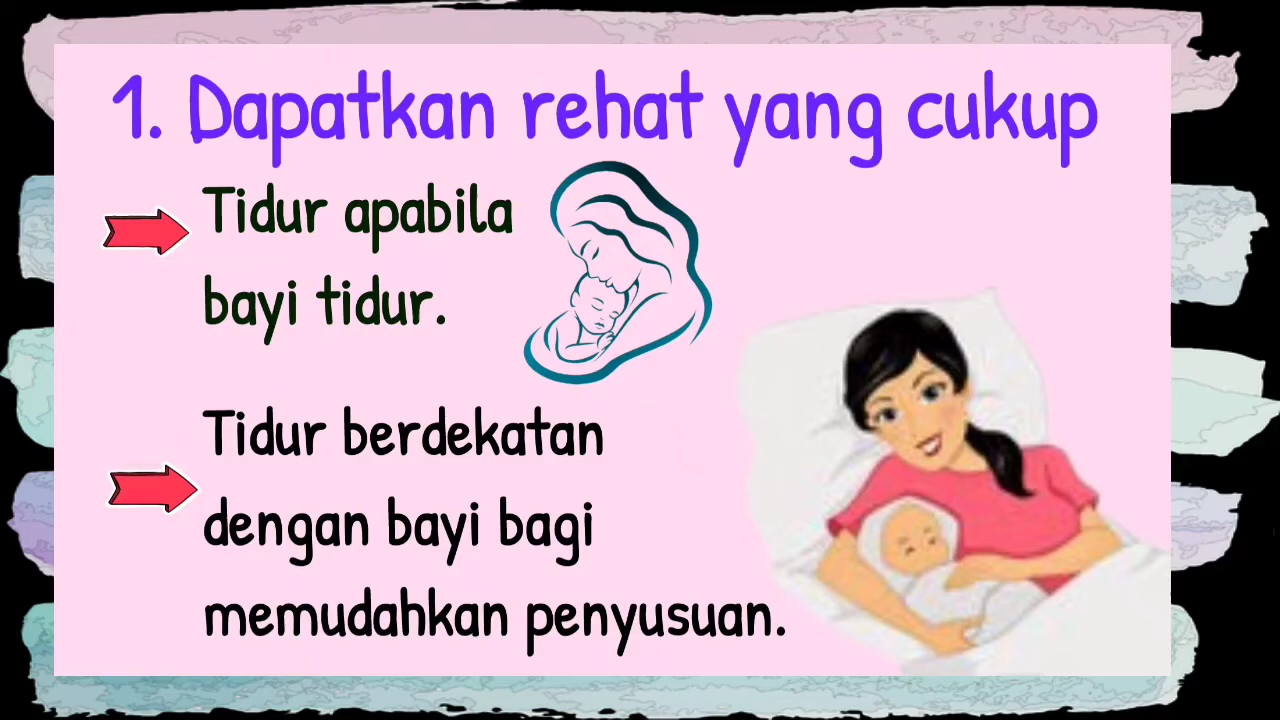 1. Dapatkan rehat yang cukup
Tidur apabila
bayi tidur.
Tidur berdekatan
dengan bayi bagi
memudahkan penyusuan.